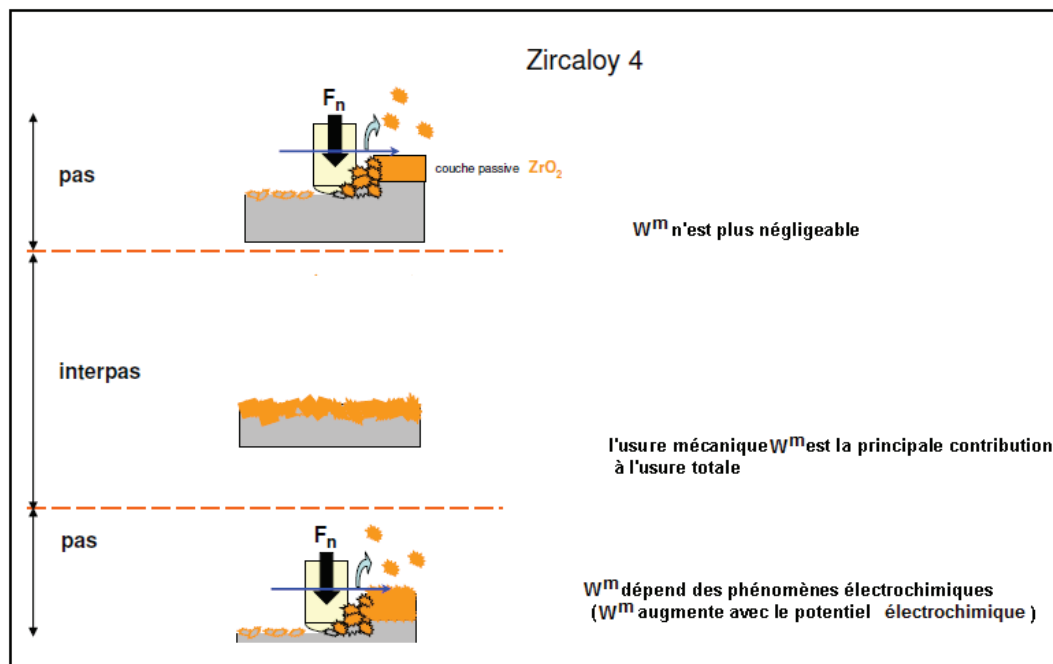 Zircaloy 4
Fn
pas
couche passive ZrO2
Wm n'est plus négligeable
interpas
l'usure mécanique Wm est la principale contribution
à l'usure totale
Fn
pas
Wm dépend des phénomènes électrochimiques
(Wm augmente avec le potentiel électrochimique )